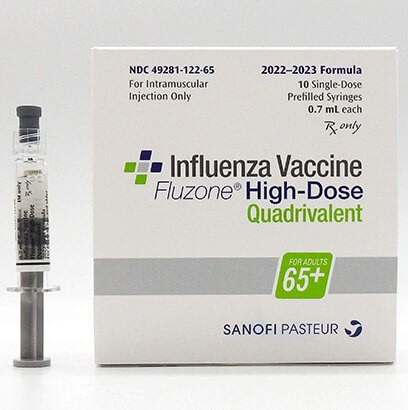 NDC 49281-122-65
For Intramuscular
Injection Only
2022–2023 Formula
10 Single-Dose
Prefilled Syringes
0.7 mL each
Rx only
Influenza Vaccine
Fluzone® High-Dose
Quadrivalent
FOR ADULTS
65+
SANOFI PASTEUR